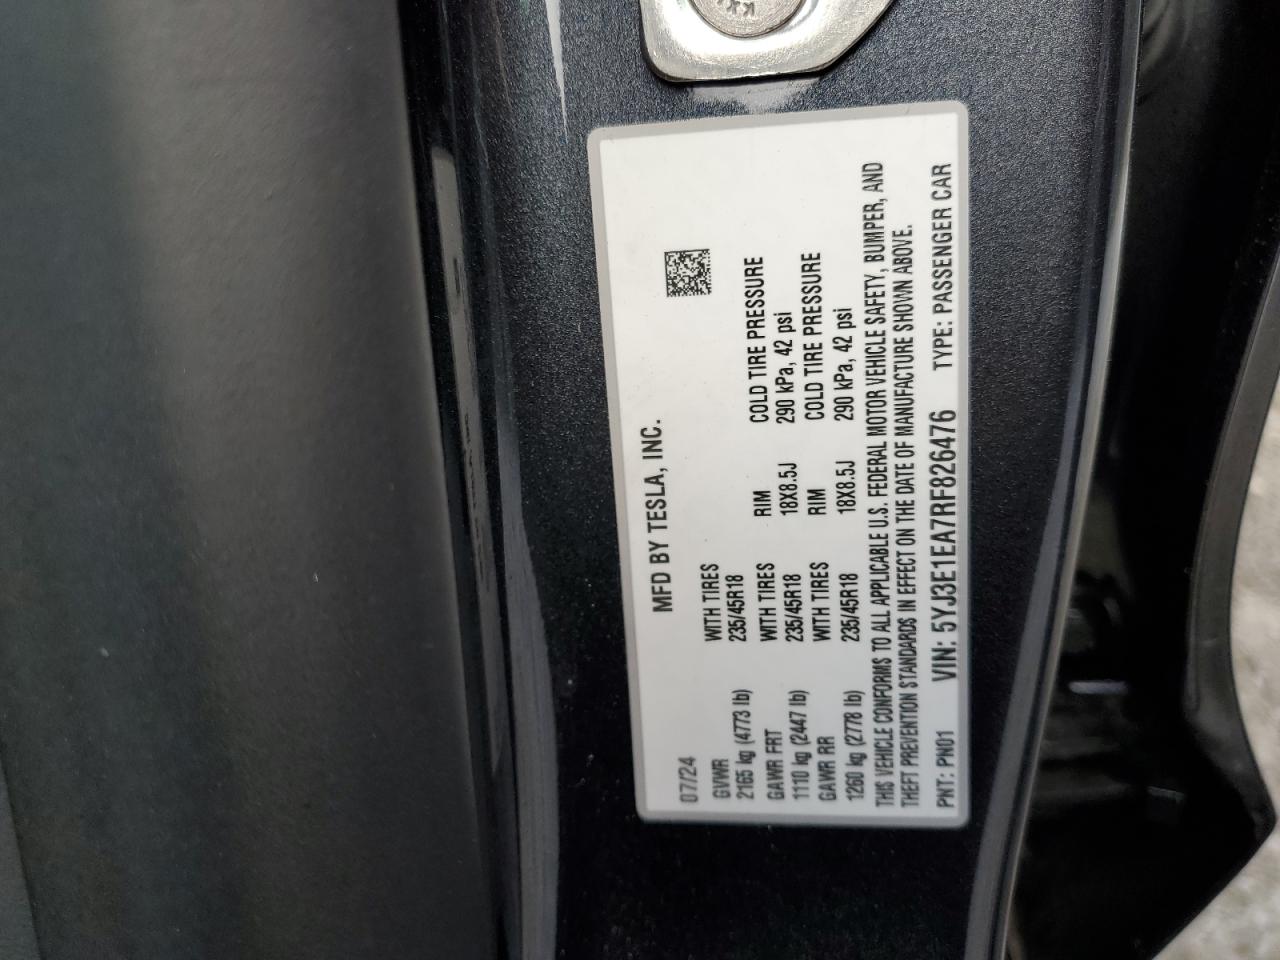 07/24 MFD BY TESLA, INC.
GVWR WITH TIRES
2165 kg (4773 lb) 235/45R18
GAWR FRT WITH TIRES RIM COLD TIRE PRESSURE
1110 kg (2447 lb) 235/45R18 18X8.5J 290 kPa, 42 psi
GAWR RR WITH TIRES RIM COLD TIRE PRESSURE
1260 kg (2778 lb) 235/45R18 18X8.5J 290 kPa, 42 psi
THIS VEHICLE CONFORMS TO ALL APPLICABLE U.S. FEDERAL MOTOR VEHICLE SAFETY, BUMPER, AND
THEFT PREVENTION STANDARDS IN EFFECT ON THE DATE OF MANUFACTURE SHOWN ABOVE.
PNT: PN01 VIN: 5YJ3E1EA7RF826476 TYPE: PASSENGER CAR